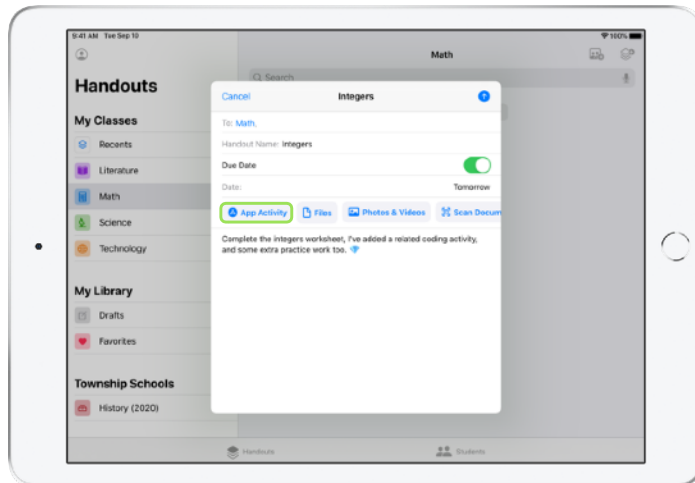 9:41 AM Tue Sep 10
100%
Math
Handouts
Search
My Classes
Recents
Literature
Math
Science
Technology
My Library
Drafts
Favorites
Township Schools
History (2020)
Cancel
Integers
To: Math,
Handout Name: Integers
Due Date
Date:
Tomorrow
App Activity
Files
Photos & Videos
Scan Docum
Complete the integers worksheet, I've added a related coding activity,
and some extra practice work too.
Handouts
Students